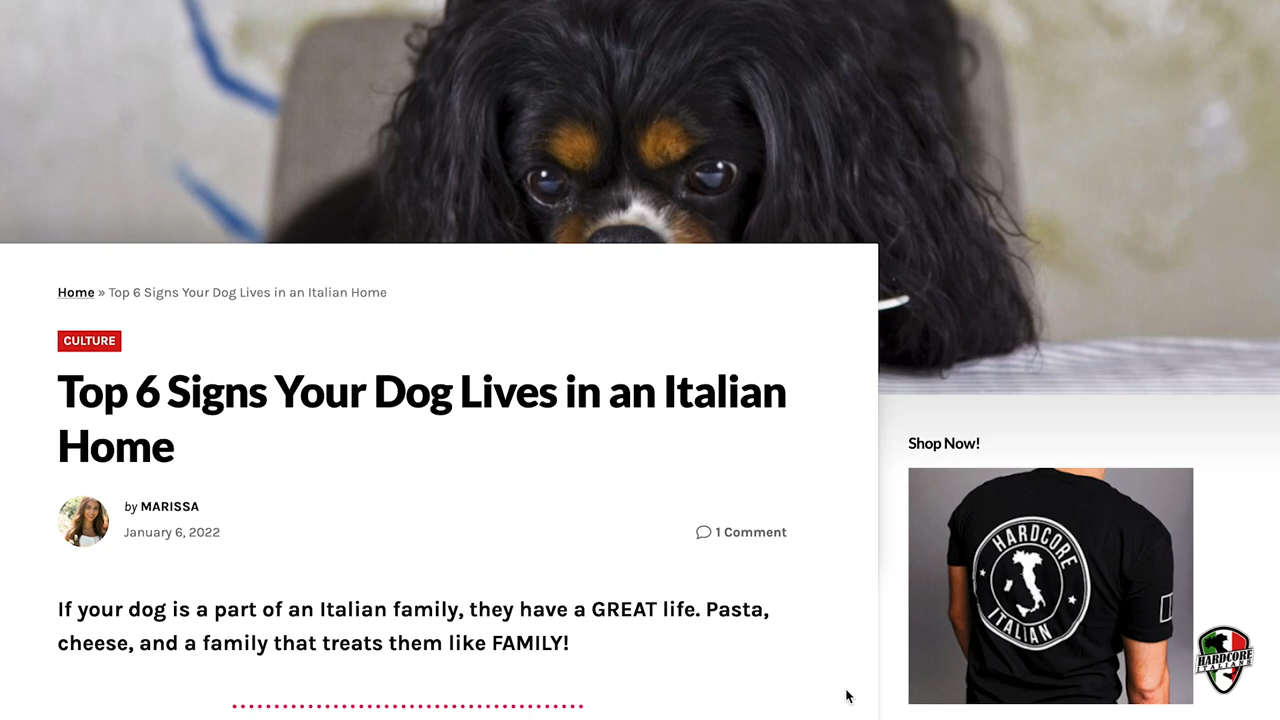 Home » Top 6 Signs Your Dog Lives in an Italian Home
CULTURE
Top 6 Signs Your Dog Lives in an Italian
Home
by MARISSA
January 6, 2022
1 Comment
If your dog is a part of an Italian family, they have a GREAT life. Pasta,
cheese, and a family that treats them like FAMILY!
Shop Now!
HARDCORE
ITALIAN
HARDCORE
ITALIANS